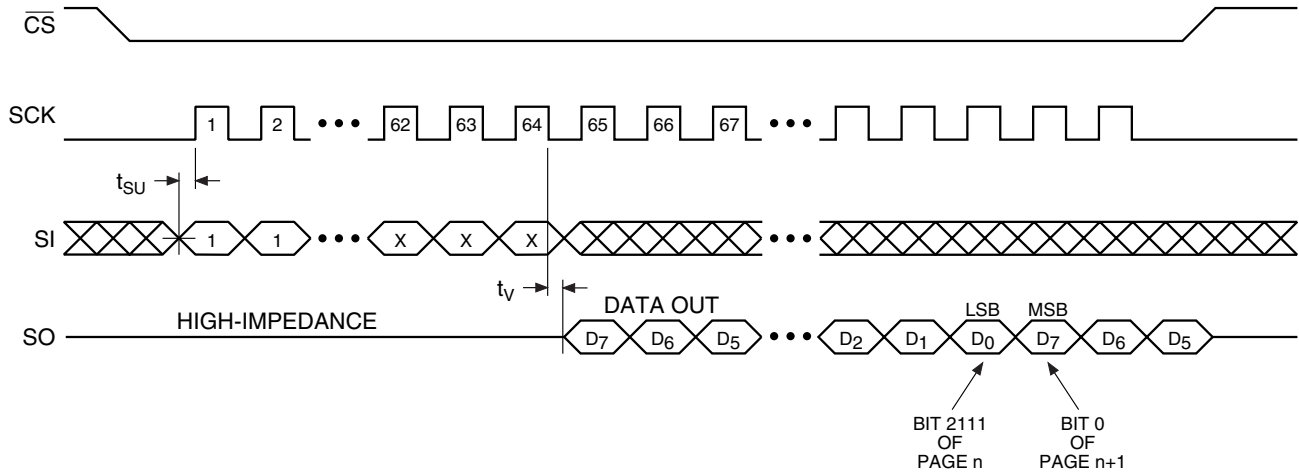 CS
SCK
1 2 ••• 62 63 64 65 66 67 •••
tSU
SI
1 1 ••• X X X •••
tV
DATA OUT
HIGH-IMPEDANCE
LSB MSB
SO
D7 D6 D5 ••• D2 D1 D0 D7 D6 D5
BIT 2111
OF
PAGE n
BIT 0
OF
PAGE n+1